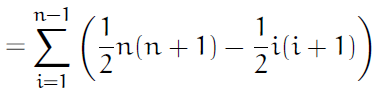 $= \sum_{i=1}^{n-1} \left( \frac{1}{2}n(n+1) - \frac{1}{2}i(i+1) \right)$